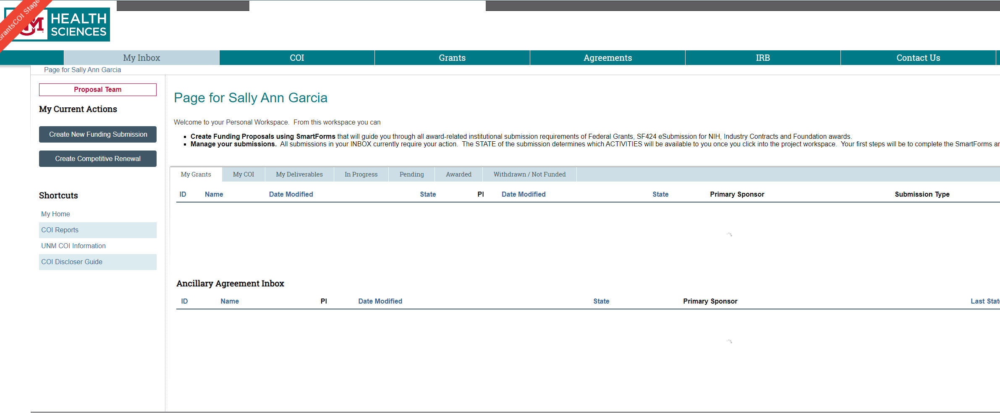 GrantsCOI Stage
HEALTH
SCIENCES
My Inbox
COI
Grants
Agreements
IRB
Contact Us
Page for Sally Ann Garcia
Proposal Team
My Current Actions
Create New Funding Submission
Create Competitive Renewal
Shortcuts
My Home
COI Reports
UNM COI Information
COI Discloser Guide
Page for Sally Ann Garcia
Welcome to your Personal Workspace. From this workspace you can
Create Funding Proposals using SmartForms that will guide you through all award-related institutional submission requirements of Federal Grants, SF424 eSubmission for NIH, Industry Contracts and Foundation awards.
Manage your submissions. All submissions in your INBOX currently require your action. The STATE of the submission determines which ACTIVITIES will be available to you once you click into the project workspace. Your first steps will be to complete the SmartForms
My Grants
My COI
My Deliverables
In Progress
Pending
Awarded
Withdrawn / Not Funded
ID Name Date Modified State PI Date Modified State Primary Sponsor Submission Type
Ancillary Agreement Inbox
ID Name PI Date Modified State Primary Sponsor Last